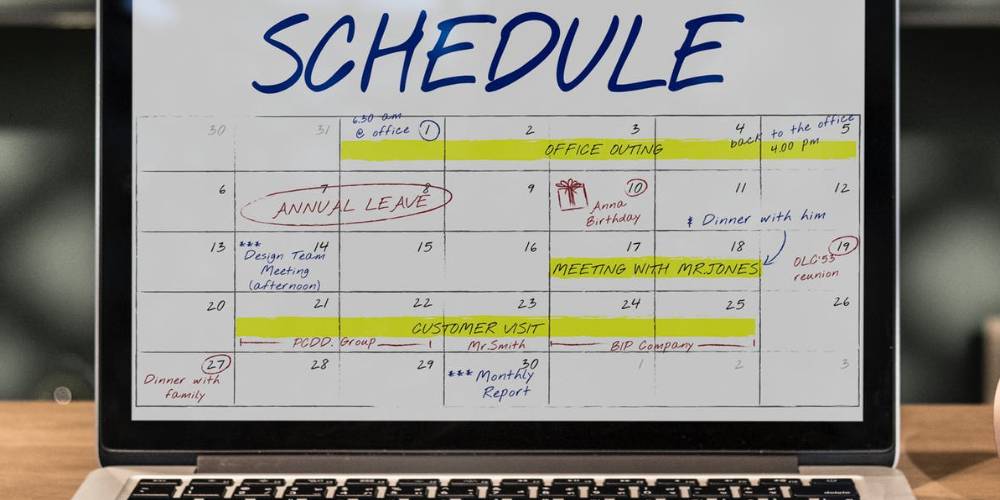 SCHEDULE
30 31 6.30 am @ office 1 2 3 4 back to the office 4.00 pm 5
OFFICE OUTING
6 7 8 9 10 11 12
ANNUAL LEAVE
Anna
Birthday
* Dinner with him
13 *** 14 15 16 17 18 19
Design Team
Meeting
(afternoon)
MEETING WITH MR.JONES
OLC'53
reunion
20 21 22 23 24 25 26
CUSTOMER VISIT
PCDD. Group Mr.Smith BIP Company
27 28 29 30 1 2 3
Dinner with
family
*** Monthly
Report